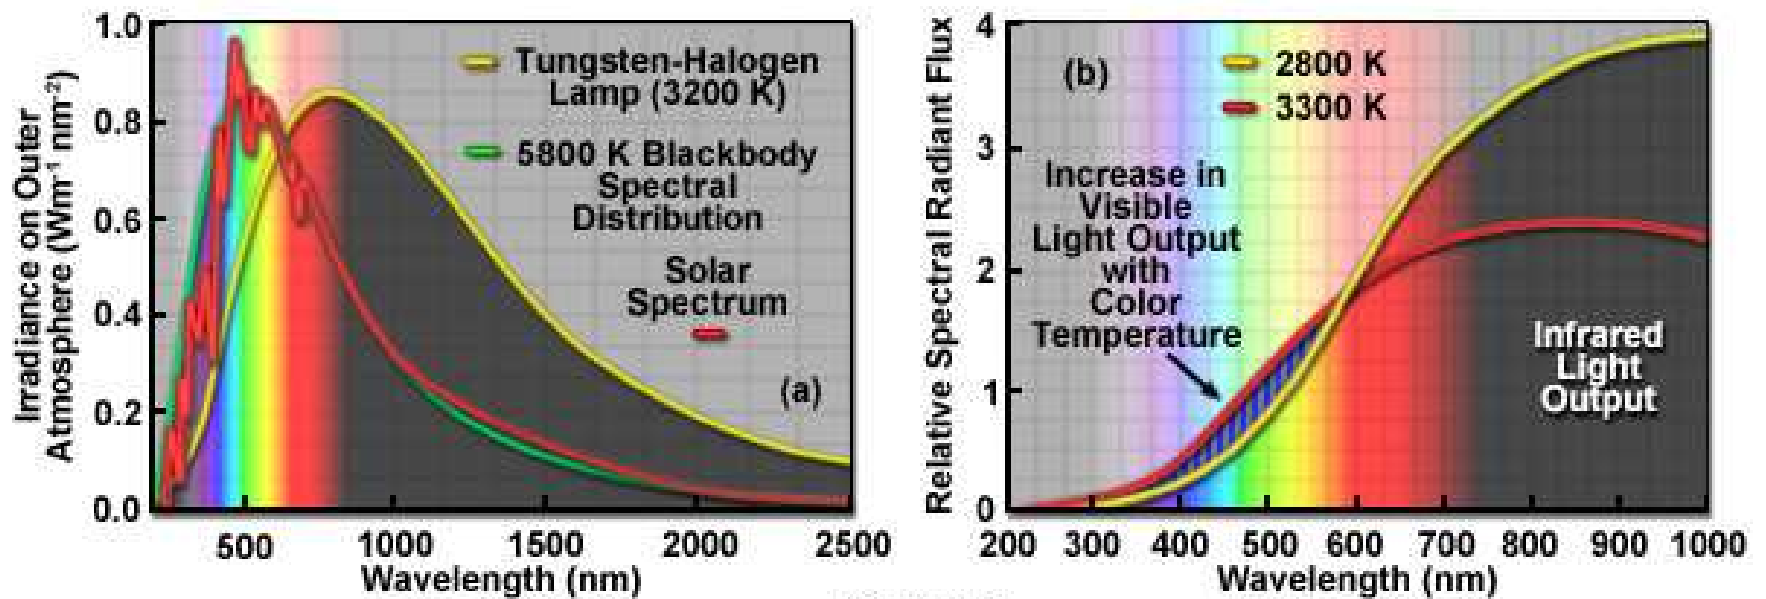 Irradiance on Outer
Atmosphere (Wm-1 nm-2)
1.0
0.8
0.6
0.4
0.2
0.0
Tungsten-Halogen
Lamp (3200 K)
5800 K Blackbody
Spectral
Distribution
Solar
Spectrum
(a)
500
1000
1500
2000
2500
Wavelength (nm)
Relative Spectral Radiant Flux
4
3
2
1
0
(b)
2800 K
3300 K
Increase in
Visible
Light Output
with
Color
Temperature
Infrared
Light
Output
200
300
400
500
600
700
800
900
1000
Wavelength (nm)